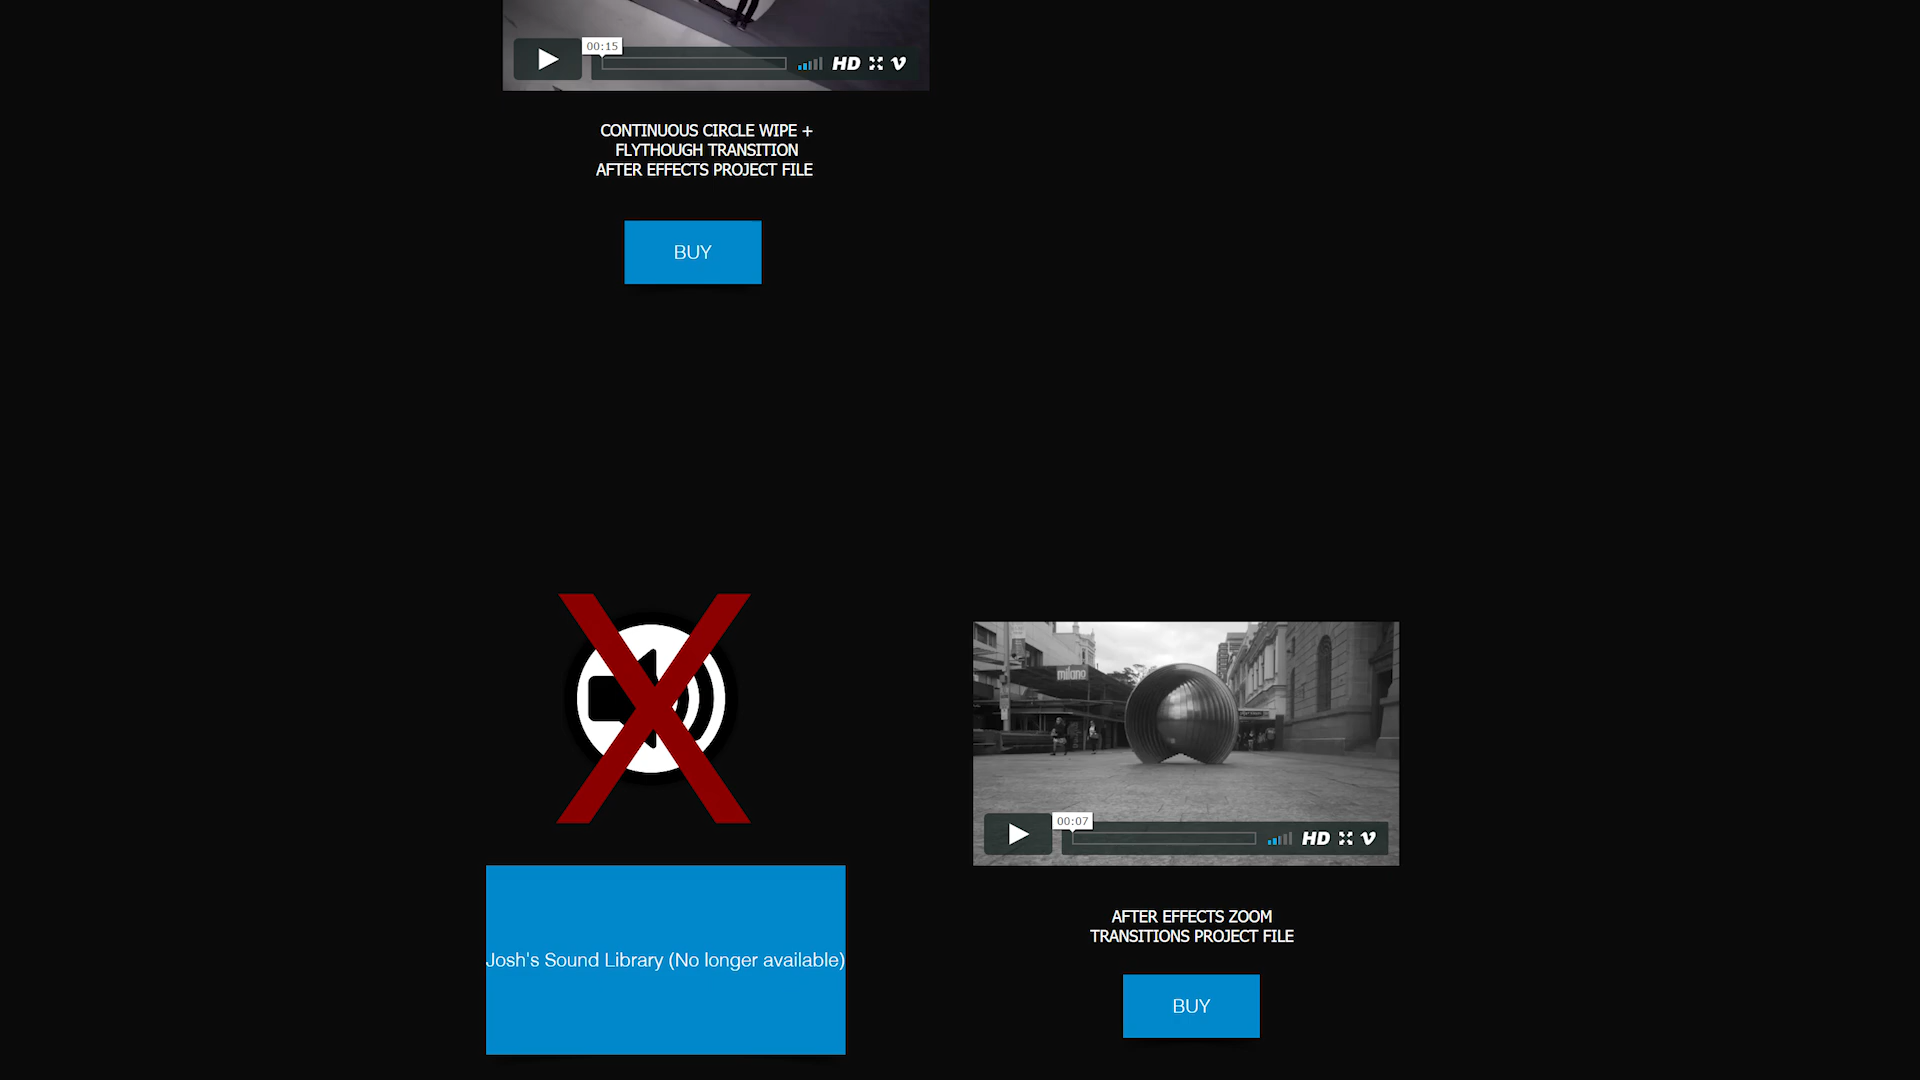 00:15
HD
CONTINUOUS CIRCLE WIPE +
FLYTHOUGH TRANSITION
AFTER EFFECTS PROJECT FILE
BUY
milano
00:07
HD
Josh's Sound Library (No longer available)
AFTER EFFECTS ZOOM
TRANSITIONS PROJECT FILE
BUY